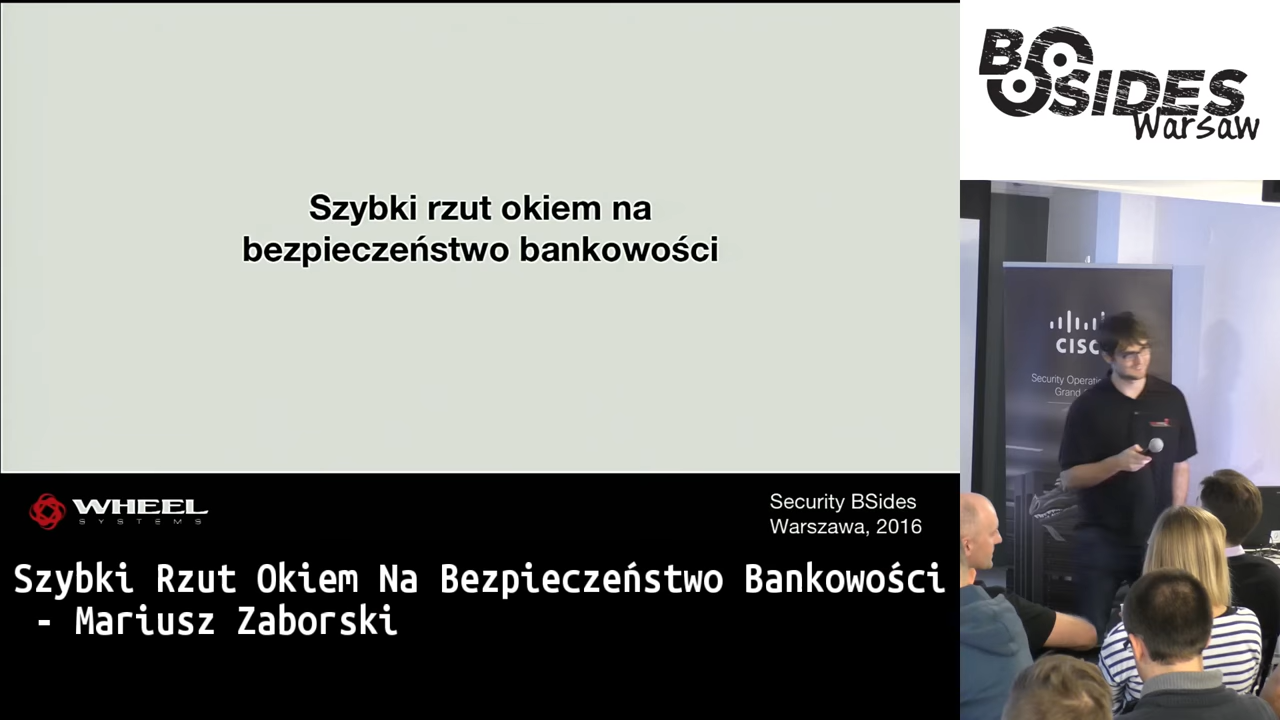 Szybki rzut okiem na
bezpieczeństwo bankowości
WHEEL
SYSTEMS
Security BSides
Warszawa, 2016
Szybki Rzut Okiem Na Bezpieczeństwo Bankowości
- Mariusz Zaborski
BSIDES
Warsaw
CISC
Security Operati
Grand